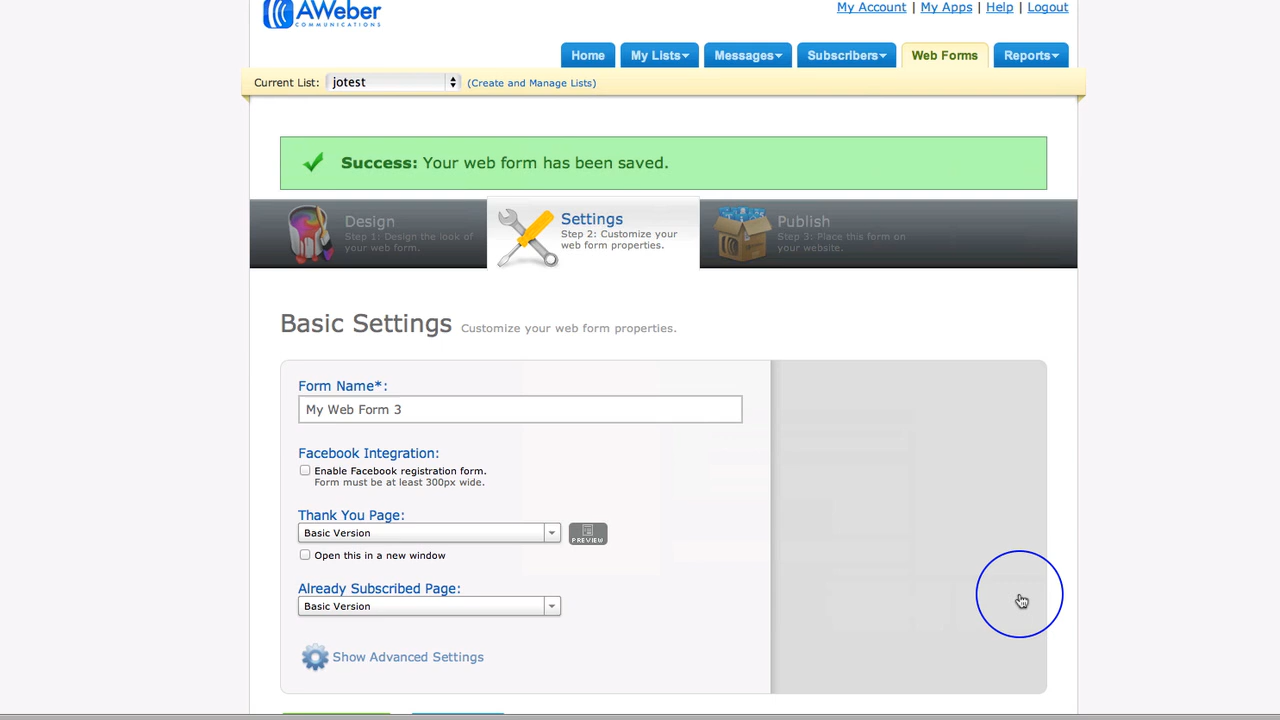 AWeber
COMMUNICATIONS
My Account | My Apps | Help | Logout
Home My Lists Messages Subscribers Web Forms Reports
Current List: jotest (Create and Manage Lists)
Success: Your web form has been saved.
Design
Step 1: Design the look of
your web form.
Settings
Step 2: Customize your
web form properties.
Publish
Step 3: Place this form on
your website.
Basic Settings Customize your web form properties.
Form Name*:
My Web Form 3
Facebook Integration:
Enable Facebook registration form.
Form must be at least 300px wide.
Thank You Page:
Basic Version
PREVIEW
Open this in a new window
Already Subscribed Page:
Basic Version
Show Advanced Settings